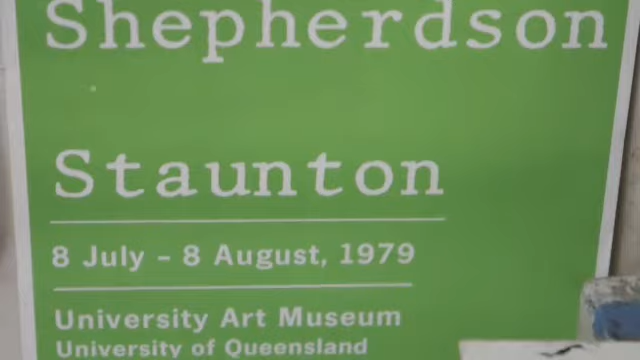 Shepherdson
Staunton
8 July – 8 August, 1979
University Art Museum
University of Queensland